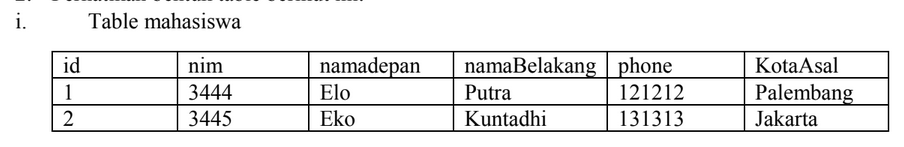 i. Table mahasiswa
id nim namadepan namaBelakang phone KotaAsal
1 3444 Elo Putra 121212 Palembang
2 3445 Eko Kuntadhi 131313 Jakarta